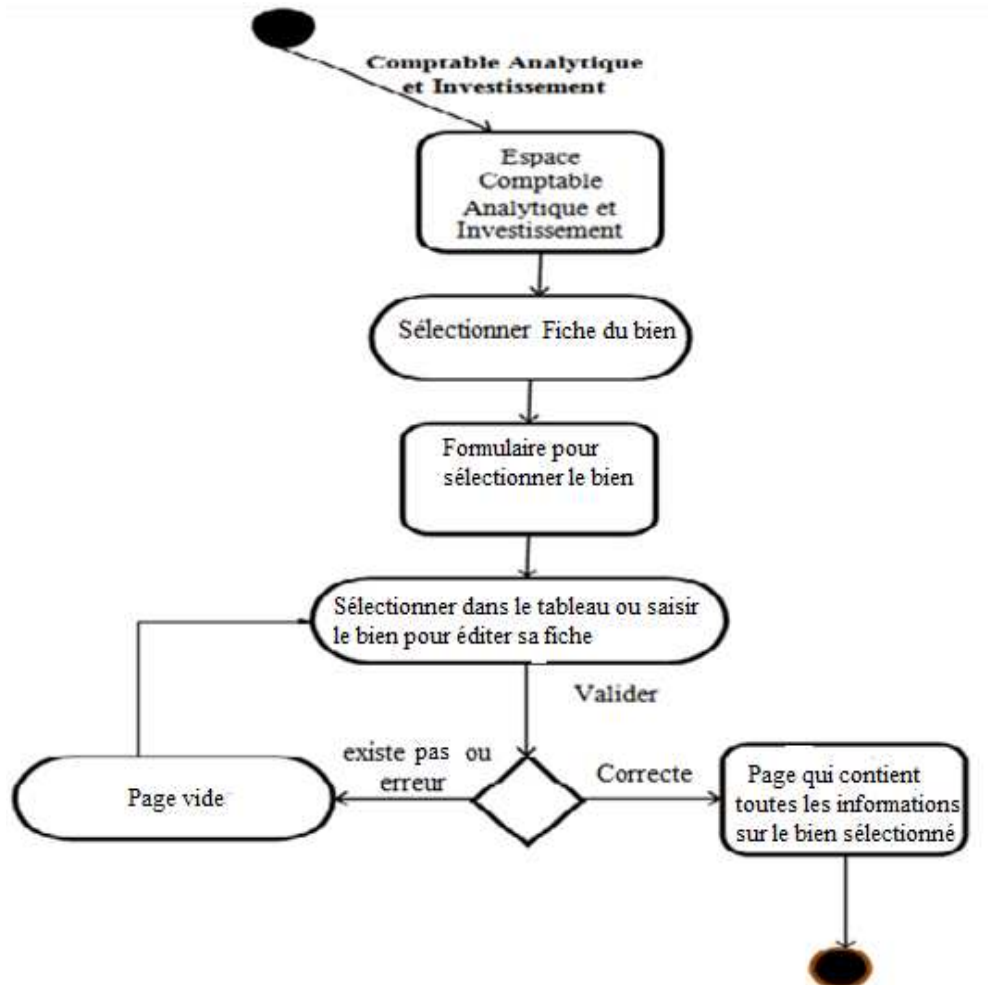 Comptable Analytique
et Investissement
Espace
Comptable
Analytique et
Investissement
Sélectionner Fiche du bien
Formulaire pour
sélectionner le bien
Sélectionner dans le tableau ou saisir
le bien pour éditer sa fiche
Valider
existe pas ou
erreur
Correcte
Page vide
Page qui contient
toutes les informations
sur le bien sélectionné